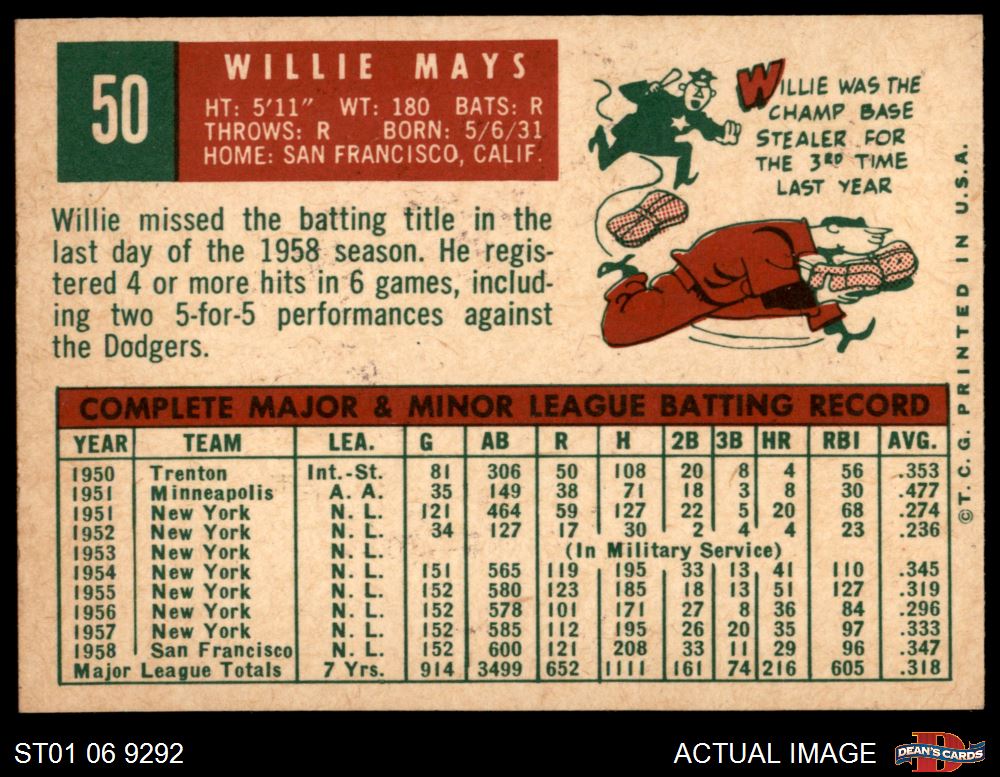 50
WILLIE MAYS
HT: 5'11" WT: 180 BATS: R
THROWS: R BORN: 5/6/31
HOME: SAN FRANCISCO, CALIF.
WILLIE WAS THE
CHAMP BASE
STEALER FOR
THE 3RD TIME
LAST YEAR
Willie missed the batting title in the
last day of the 1958 season. He regis-
tered 4 or more hits in 6 games, includ-
ing two 5-for-5 performances against
the Dodgers.
COMPLETE MAJOR & MINOR LEAGUE BATTING RECORD
YEAR TEAM LEA. G AB R H 2B 3B HR RBI AVG.
1950 Trenton Int.-St. 81 306 50 108 20 8 4 56 .353
1951 Minneapolis A. A. 35 149 38 71 18 3 8 30 .477
1951 New York N. L. 121 464 59 127 22 5 20 68 .274
1952 New York N. L. 34 127 17 30 2 4 4 23 .236
1953 New York N. L. (In Military Service)
1954 New York N. L. 151 565 119 195 33 13 41 110 .345
1955 New York N. L. 152 580 123 185 18 13 51 127 .319
1956 New York N. L. 152 578 101 171 27 8 36 84 .296
1957 New York N. L. 152 585 112 195 26 20 35 97 .333
1958 San Francisco N. L. 152 600 121 208 33 11 29 96 .347
Major League Totals 7 Yrs. 914 3499 652 1111 161 74 216 605 .318
© T. C. G. PRINTED IN U.S.A.
ST01 06 9292
ACTUAL IMAGE
DEAN'S CARDS